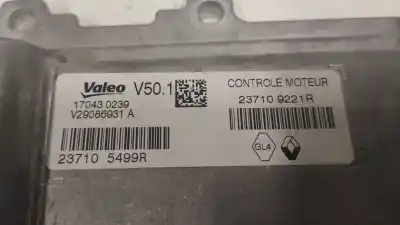 Valeo V50.1
17043 0239
V29086931 A
23710 5499R
CONTROLE MOTEUR
23710 9221R
GL4